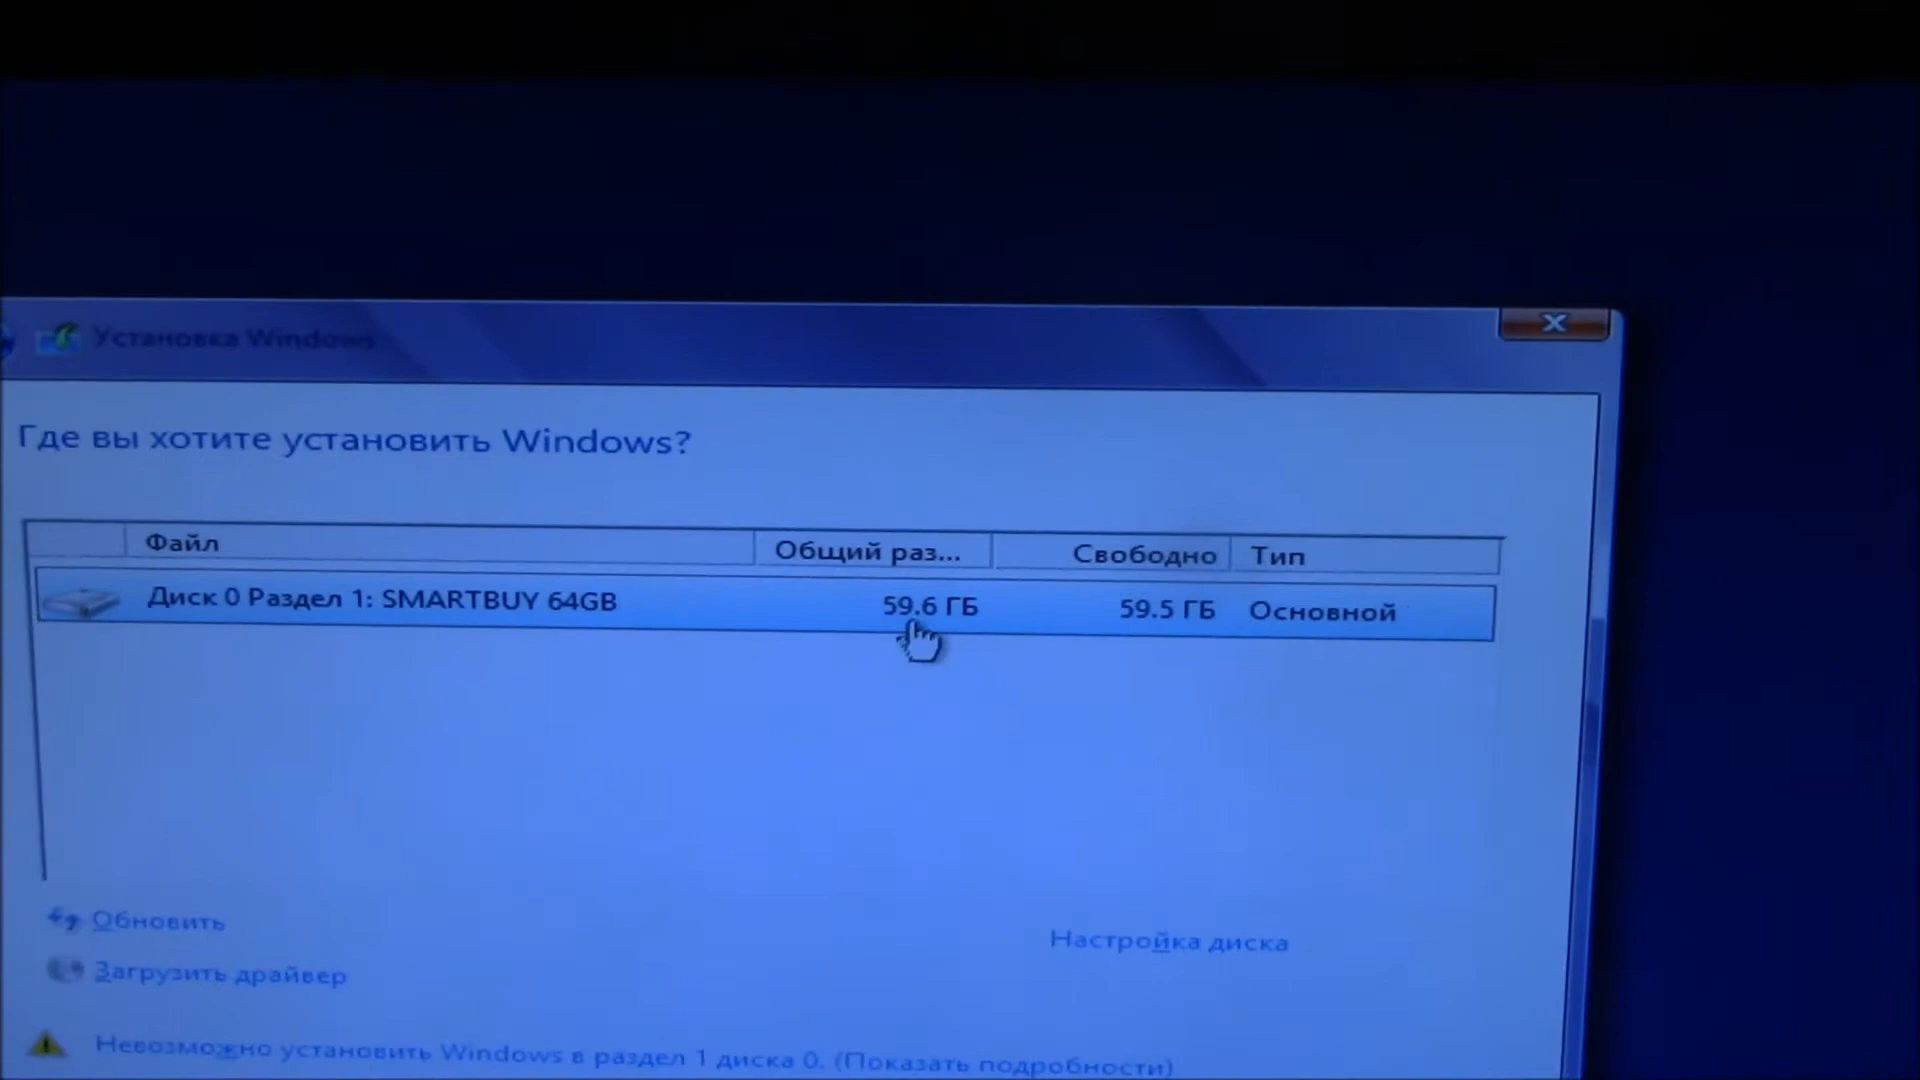 Установка Windows
Где вы хотите установить Windows?
Файл Общий раз... Свободно Тип
Диск 0 Раздел 1: SMARTBUY 64GB 59.6 ГБ 59.5 ГБ Основной
Обновить
Настройка диска
Загрузить драйвер
Невозможно установить Windows в раздел 1 диска 0. (Показать подробности)